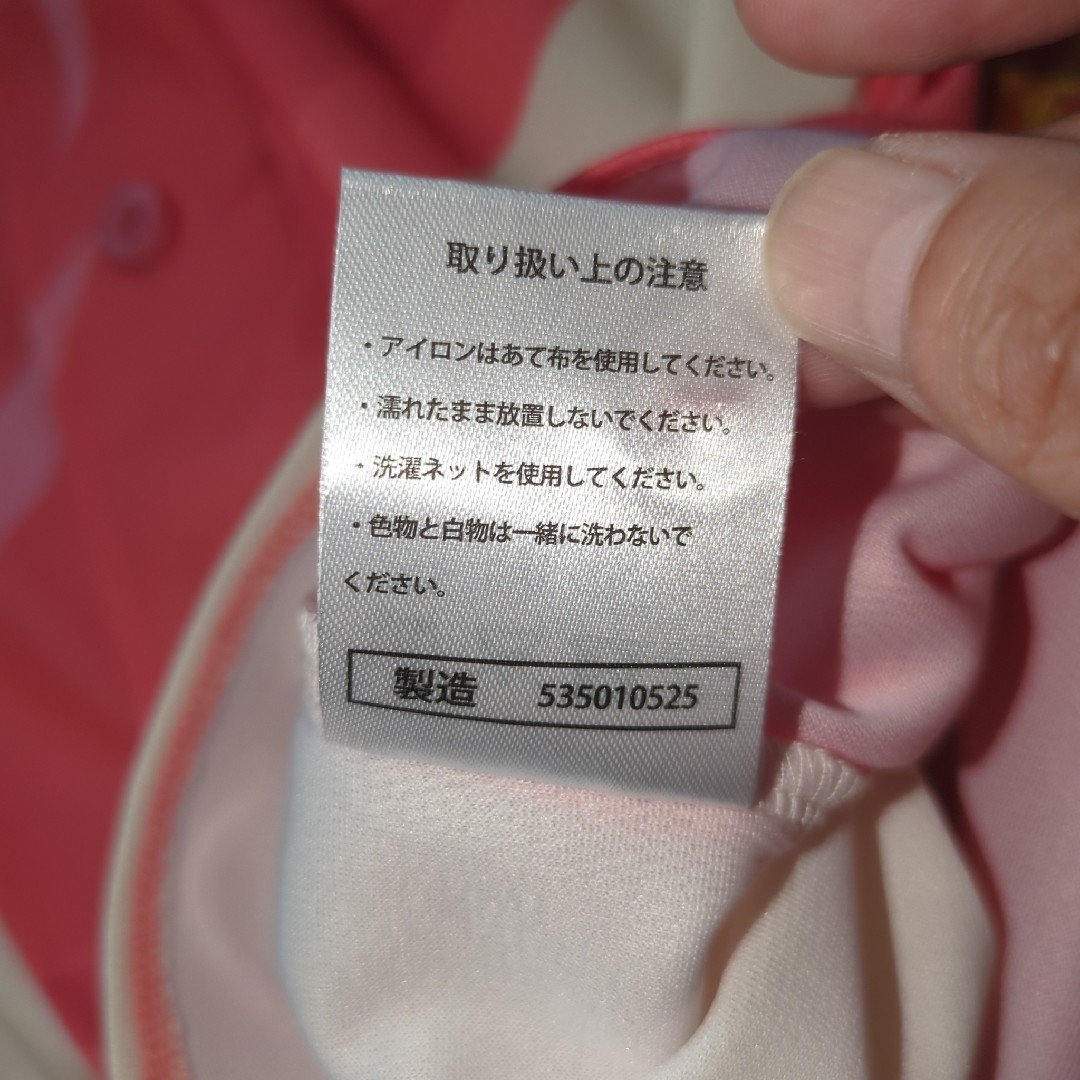 取り扱い上の注意
・アイロンはあて布を使用してください。
・濡れたまま放置しないでください。
・洗濯ネットを使用してください。
・色物と白物は一緒に洗わないで
ください。
製造 535010525